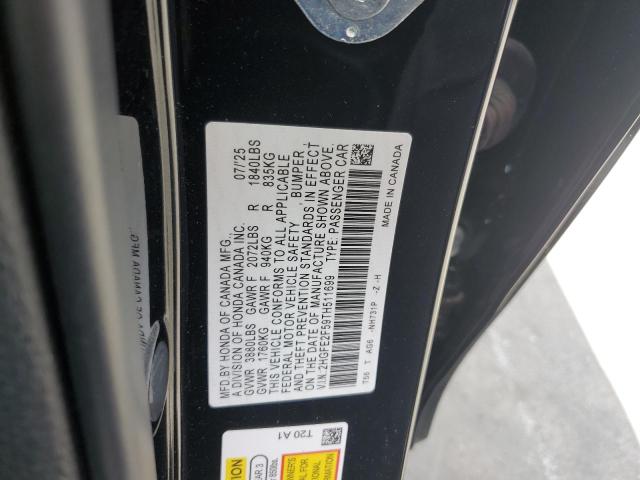 MFD.BY HONDA OF CANADA MFG. 07/25
A DIVISION OF HONDA CANADA INC.
GVWR 3880LBS GAWR F 2072LBS R 1840LBS
GVWR 1760KG GAWR F 940KG R 835KG
THIS VEHICLE CONFORMS TO ALL APPLICABLE
FEDERAL MOTOR VEHICLE SAFETY, BUMPER,
AND THEFT PREVENTION STANDARDS IN EFFECT
ON THE DATE OF MANUFACTURE SHOWN ABOVE.
V.I.N.:2HGFE2F59TH511699 TYPE:PASSENGER CAR
T56 T AG6 -NH731P -Z -H
MADE IN CANADA
T20 A1